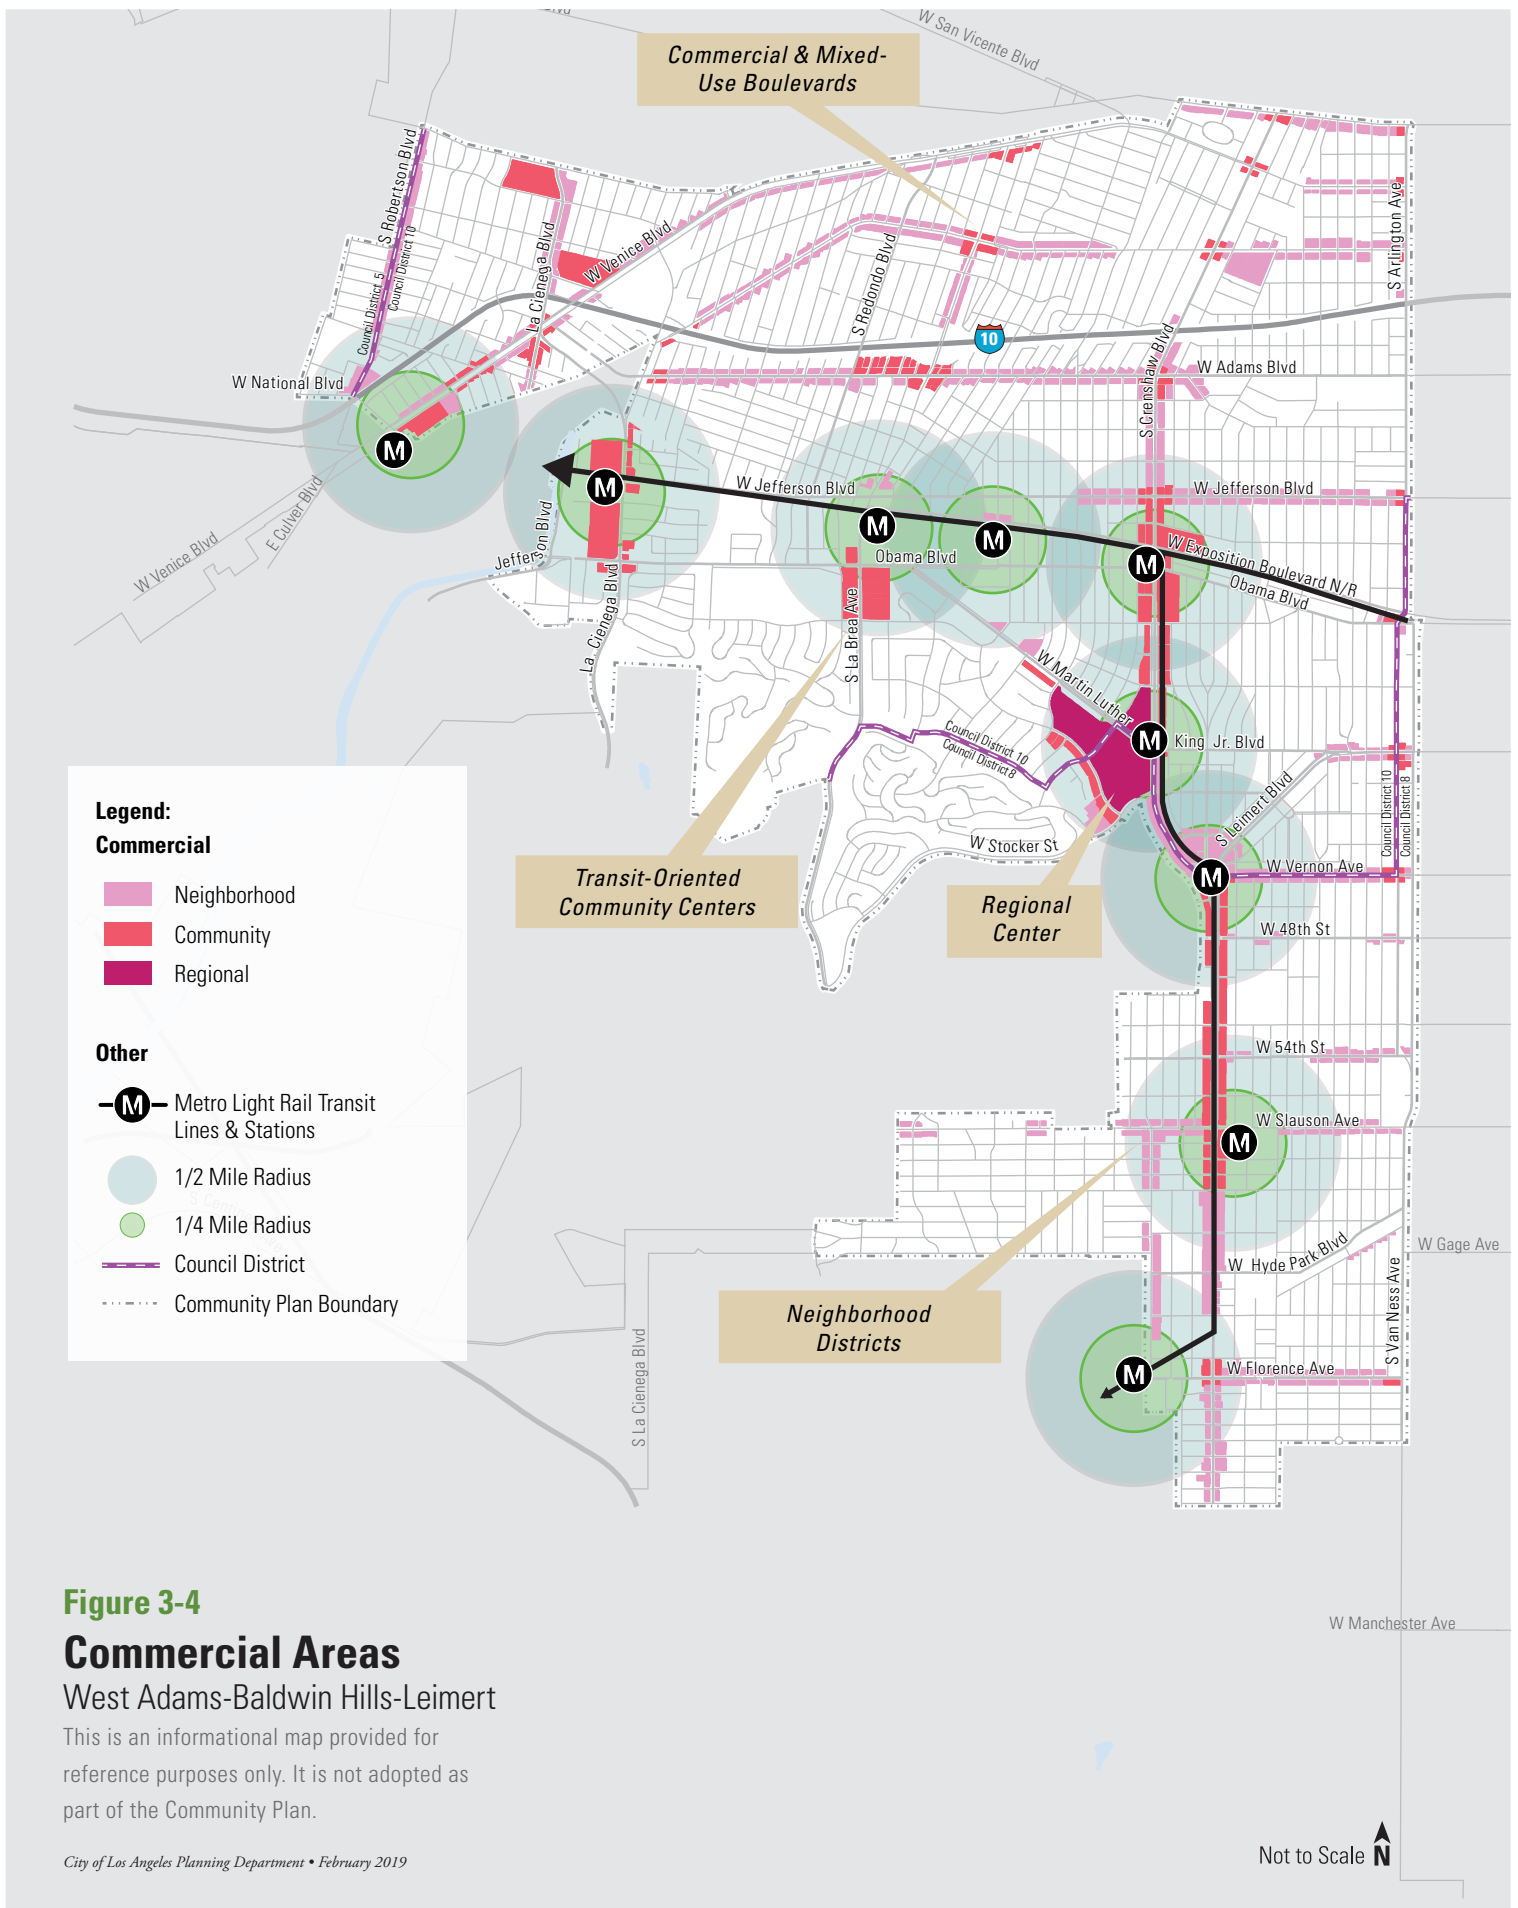 W San Vicente Blvd
Commercial & Mixed-
Use Boulevards
S Robertson Blvd
Council District 5
Council District 10
La Cienega Blvd
W Venice Blvd
S Redondo Blvd
S Arlington Ave
10
W National Blvd
W Adams Blvd
S Crenshaw Blvd
M
M
W Jefferson Blvd
W Jefferson Blvd
E Culver Blvd
W Venice Blvd
Jefferson Blvd
M
M
M
Obama Blvd
W Exposition Boulevard N/R
Obama Blvd
La Cienega Blvd
S La Brea Ave
W Martin Luther
King Jr. Blvd
M
Council District 10
Council District 8
S Leimert Blvd
Council District 10
Council District 8
W Stocker St
W Vernon Ave
M
Transit-Oriented
Community Centers
Regional
Center
W 48th St
W 54th St
W Slauson Ave
M
W Hyde Park Blvd
W Gage Ave
Neighborhood
Districts
S Van Ness Ave
W Florence Ave
M
S La Cienega Blvd
W Manchester Ave
Legend:
Commercial
Neighborhood
Community
Regional
Other
M
Metro Light Rail Transit
Lines & Stations
1/2 Mile Radius
1/4 Mile Radius
Council District
Community Plan Boundary
Figure 3-4
Commercial Areas
West Adams-Baldwin Hills-Leimert
This is an informational map provided for
reference purposes only. It is not adopted as
part of the Community Plan.
City of Los Angeles Planning Department • February 2019
Not to Scale N